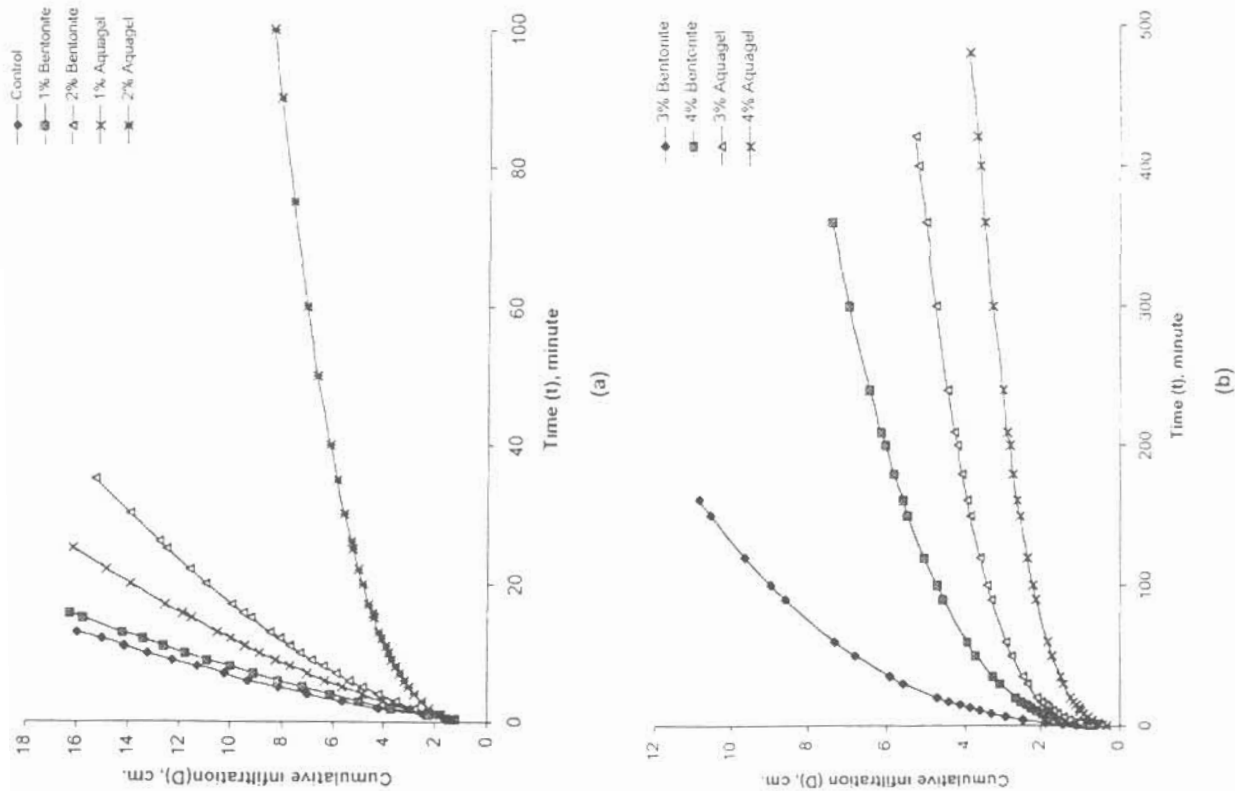 Control
1% Bentonite
2% Bentonite
1% Aquagel
2% Aquagel
Cumulative infiltration(D), cm.
18
16
14
12
10
8
6
4
2
0
0
20
40
60
80
100
Time (t), minute
(a)
3% Bentonite
4% Bentonite
3% Aquagel
4% Aquagel
Cumulative infiltration (D), cm.
12
10
8
6
4
2
0
0
100
200
300
400
500
Time (t), minute
(b)